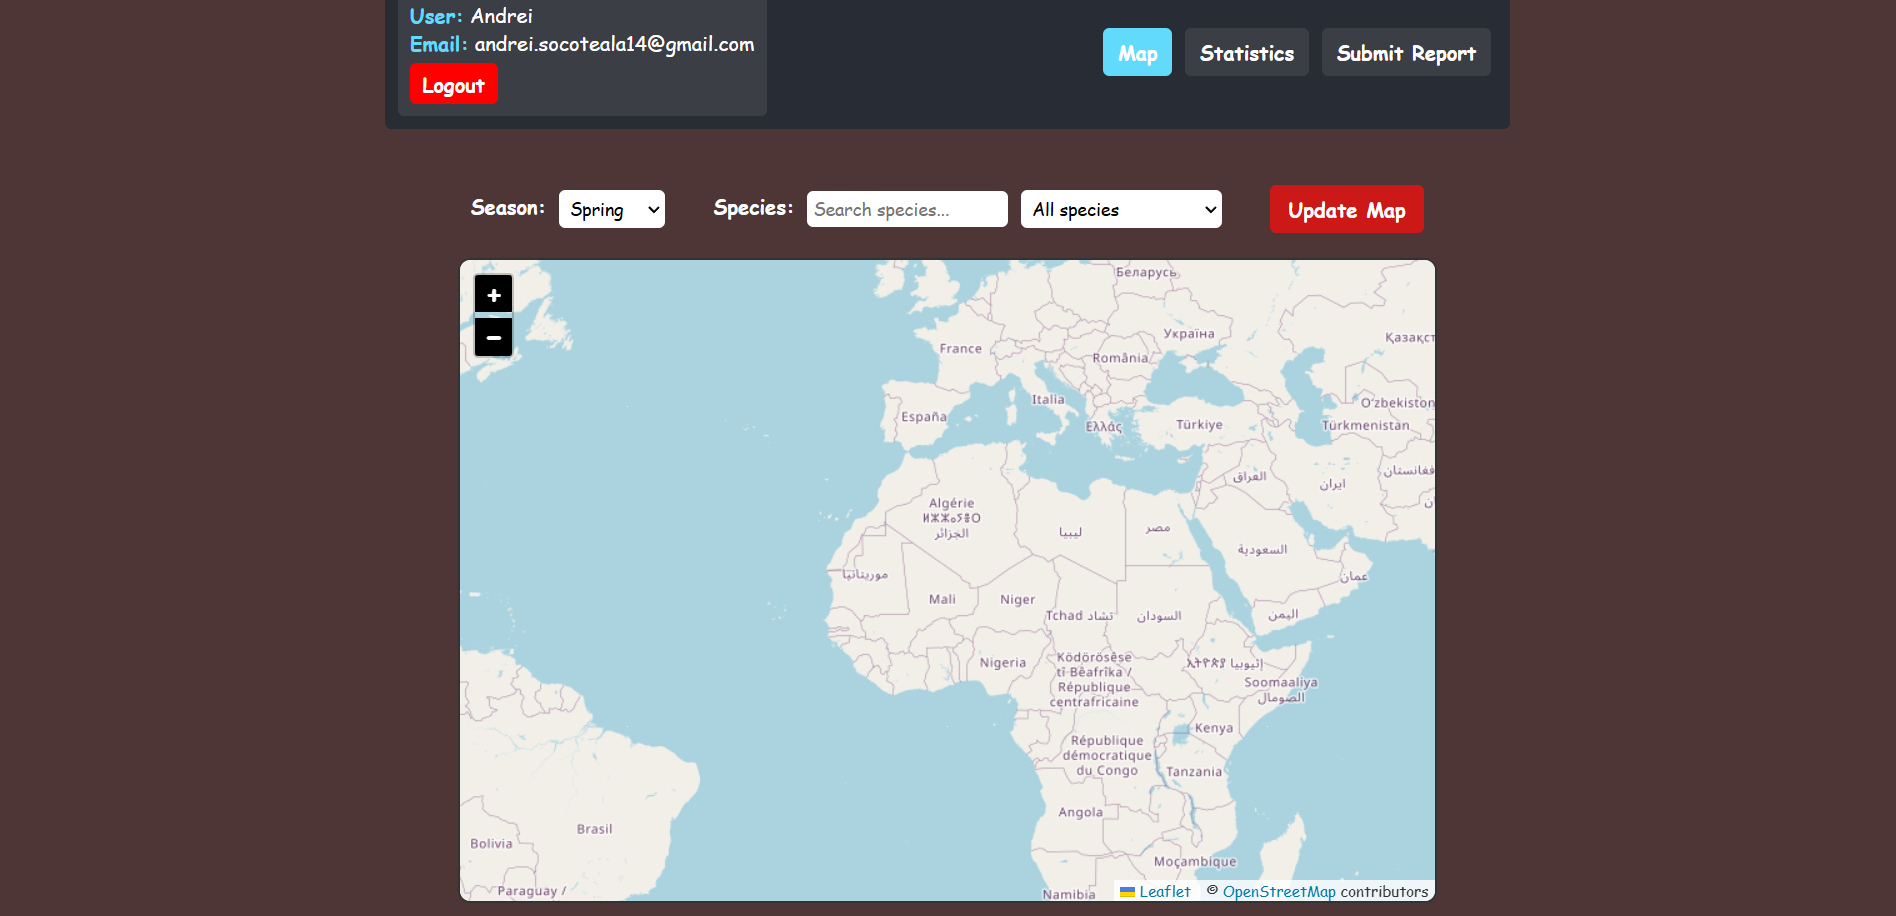 User: Andrei
Email: andrei.socoteala14@gmail.com
Logout
Map
Statistics
Submit Report
Season:
Spring
Species:
Search species...
All species
Update Map
+
−
Беларусь
Україна
France
România
Қазақст
Italia
O'zbekiston
España
Ελλάς
Türkiye
Türkmenistan
افغانستان
العراق
ايران
Algérie
ⵍⵣⵣⴰⵢⴻⵔ
الجزائر
ليبيا
مصر
السعودية
عمان
موريتانيا
Mali
Niger
Tchad تشاد
السودان
اليمن
Nigeria
Ködörösêse
tî Bêafrîka /
République
centrafricaine
إثيوبيا
Soomaaliya
الصومال
Kenya
République
démocratique
du Congo
Tanzania
Angola
Brasil
Bolivia
Moçambique
Paraguay /
Namibia
Leaflet © OpenStreetMap contributors